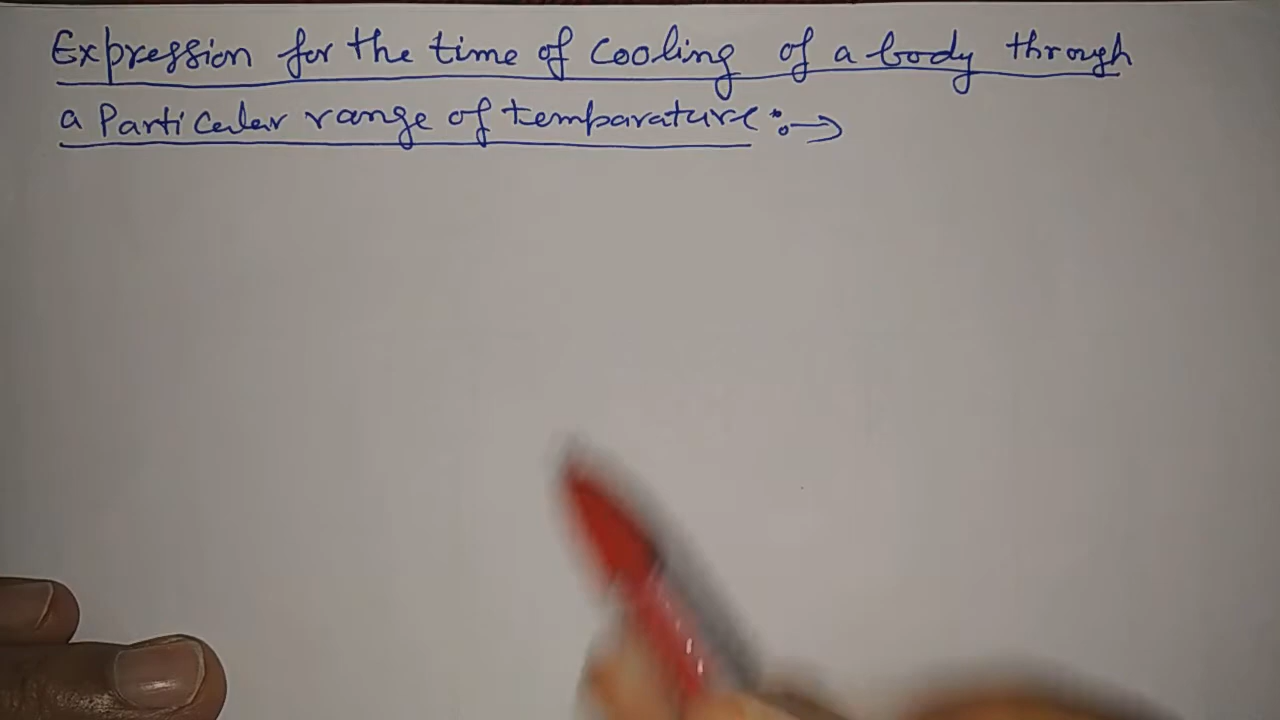 Expression for the time of cooling of a body through
a Particular range of temparature :→